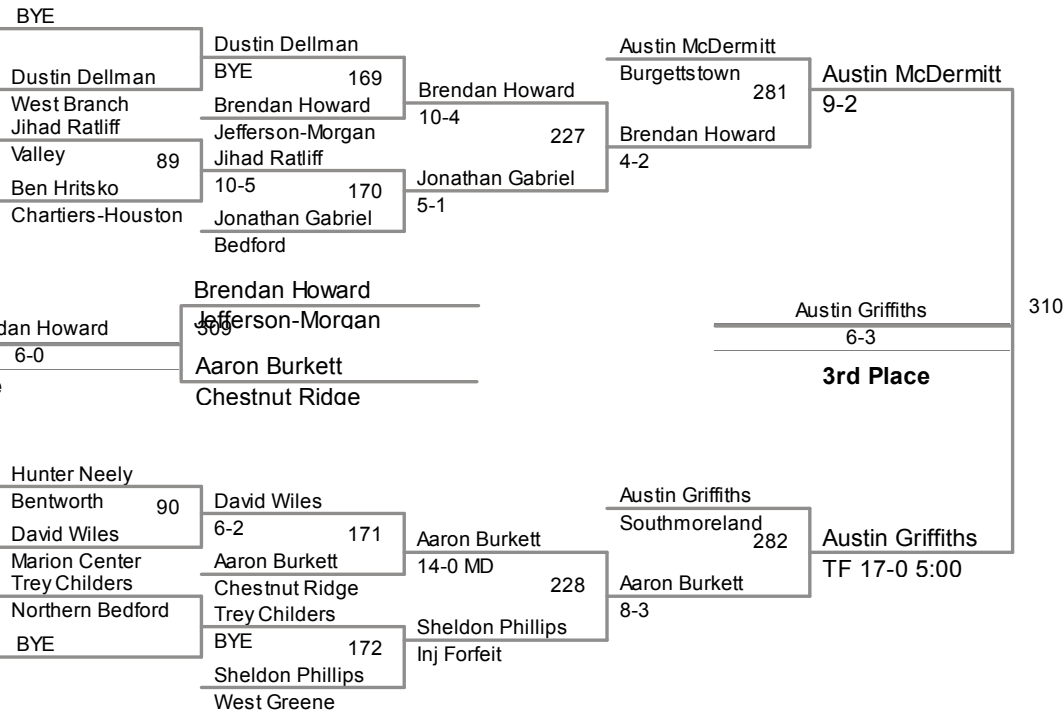 BYE
Dustin Dellman
Austin McDermitt
BYE
169
Burgettstown
Austin McDermitt
Dustin Dellman
281
9-2
West Branch
Brendan Howard
Brendan Howard
Jihad Ratliff
Jefferson-Morgan
10-4
227
Brendan Howard
Valley
89
Jihad Ratliff
4-2
Ben Hritsko
10-5
170
Jonathan Gabriel
Chartiers-Houston
Jonathan Gabriel
5-1
Bedford
Brendan Howard
Jefferson-Morgan
309
dan Howard
6-0
Aaron Burkett
Chestnut Ridge
Austin Griffiths
310
6-3
3rd Place
Hunter Neely
Bentworth
90
David Wiles
Austin Griffiths
David Wiles
6-2
171
Southmoreland
Marion Center
Aaron Burkett
Aaron Burkett
282
Austin Griffiths
Trey Childers
Chestnut Ridge
14-0 MD
228
Aaron Burkett
TF 17-0 5:00
Northern Bedford
Trey Childers
8-3
BYE
BYE
172
Sheldon Phillips
Sheldon Phillips
Inj Forfeit
West Greene